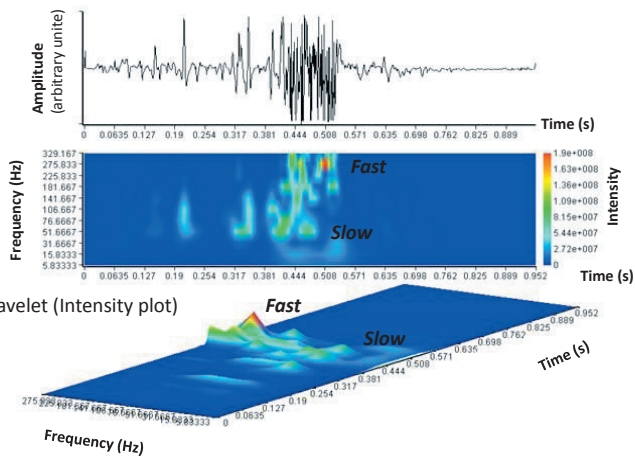 Amplitude
(arbitrary unite)
0 0.0635 0.127 0.19 0.254 0.317 0.381 0.444 0.508 0.571 0.635 0.698 0.762 0.825 0.889
Time (s)
Frequency (Hz)
329.167
275.833
225.833
181.667
141.667
106.667
76.6667
51.6667
31.6667
15.8333
5.83333
Fast
Slow
1.9e+008
1.63e+008
1.36e+008
1.09e+008
8.15e+007
5.44e+007
2.72e+007
0
Intensity
0 0.0635 0.127 0.19 0.254 0.317 0.381 0.444 0.508 0.571 0.635 0.698 0.762 0.825 0.889 0.952
Time (s)
avelet (Intensity plot)
Fast
Slow
0.952
0.889
0.825
0.762
0.698
0.635
0.571
0.508
0.444
0.381
0.317
0.254
0.19
0.127
0.0635
0
Time (s)
5.83333
Frequency (Hz)